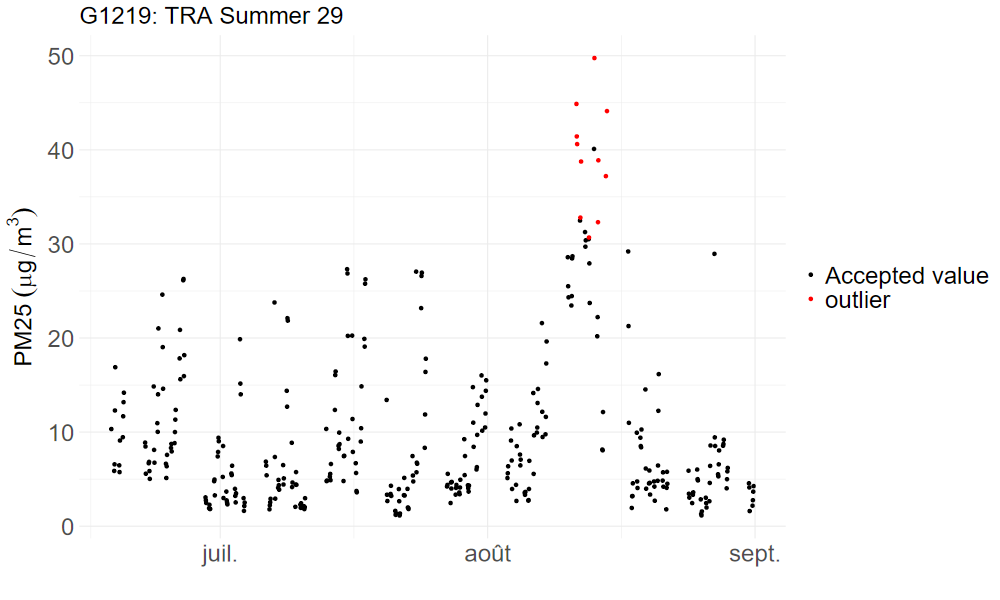 G1219: TRA Summer 29
PM25 (μg/m³)
50
40
30
20
10
0
juil.
août
sept.
Accepted value
outlier